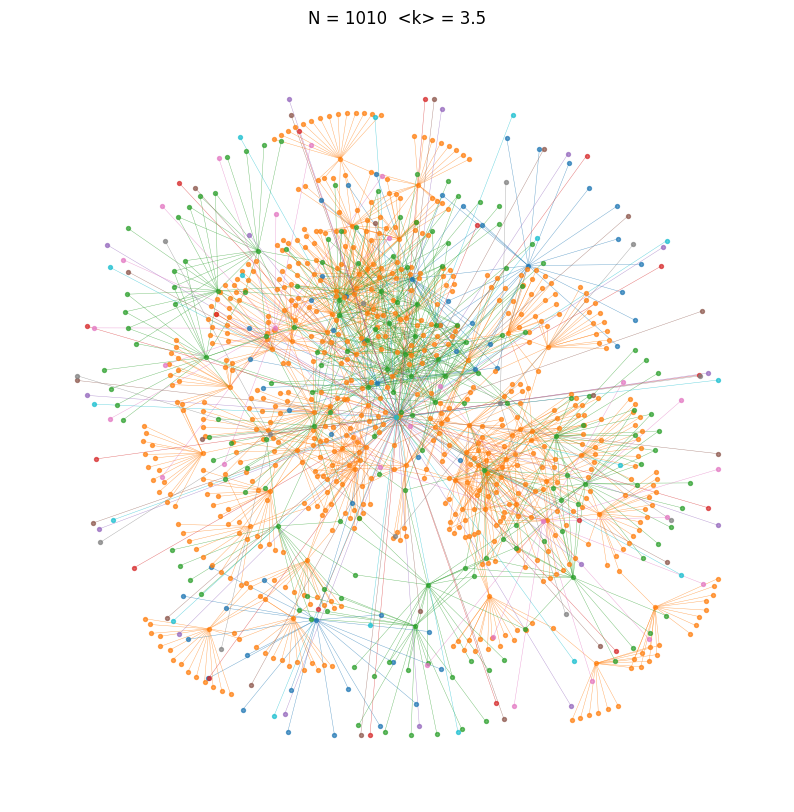 N = 1010  <k> = 3.5